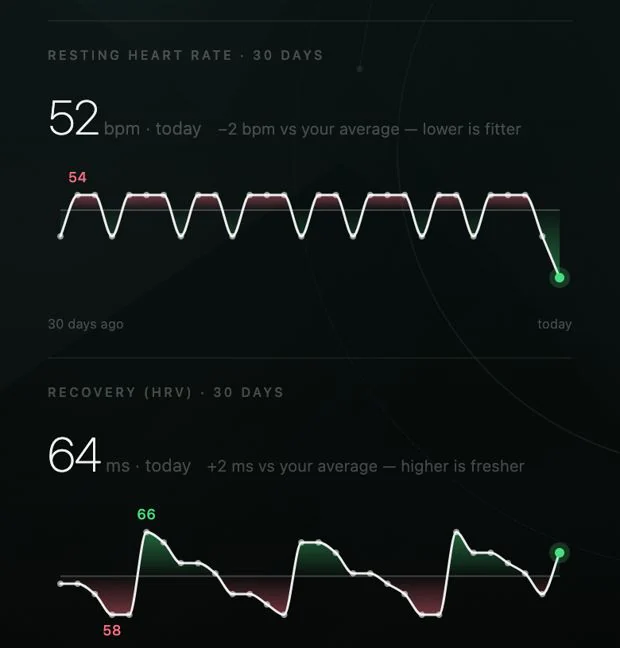 RESTING HEART RATE · 30 DAYS
52 bpm · today −2 bpm vs your average — lower is fitter
54
30 days ago today
RECOVERY (HRV) · 30 DAYS
64 ms · today +2 ms vs your average — higher is fresher
66
58